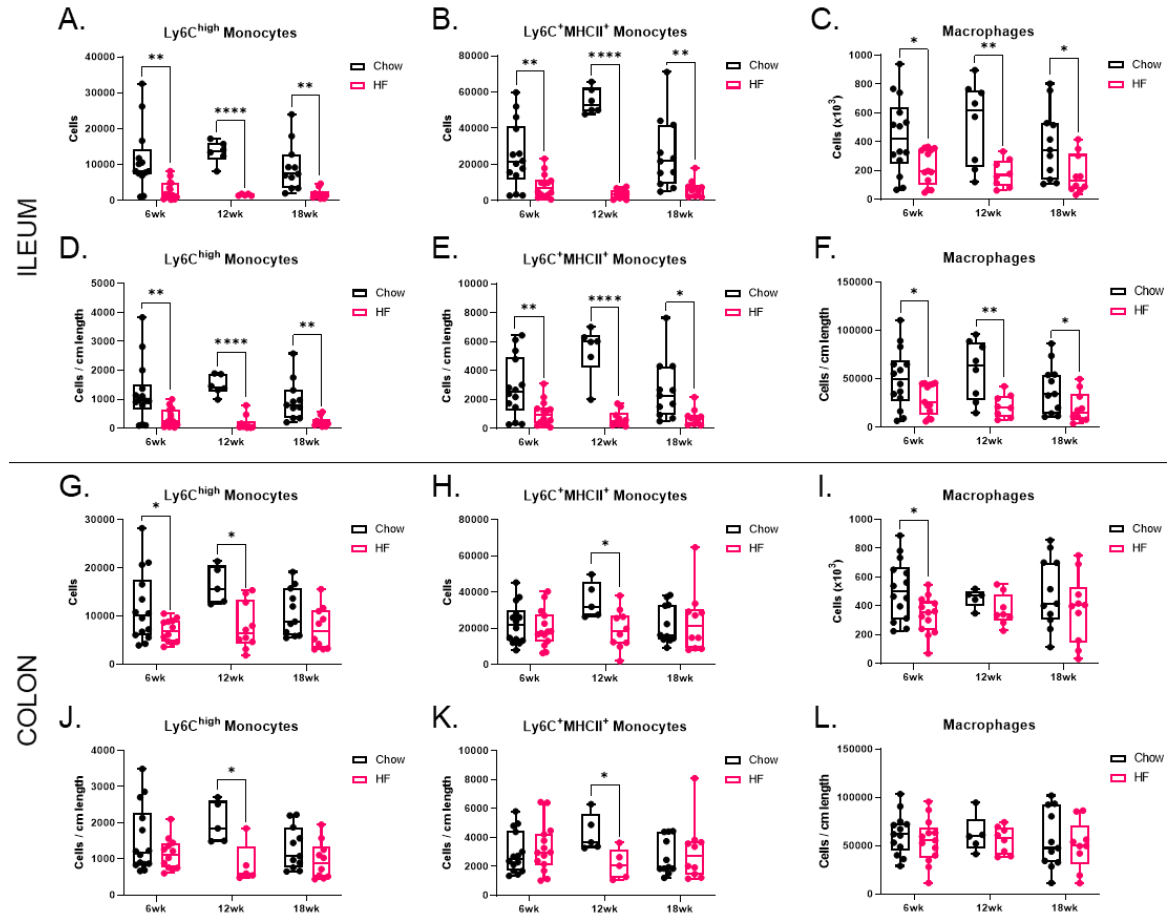 ILEUM
A.
Ly6Chigh Monocytes
**
****
**
Chow
HF
Cells
40000
30000
20000
10000
0
6wk
12wk
18wk
B.
Ly6C+MHCII+ Monocytes
**
****
**
Chow
HF
Cells
80000
60000
40000
20000
0
6wk
12wk
18wk
C.
Macrophages
*
**
*
Chow
HF
Cells (x10³)
1000
800
600
400
200
0
6wk
12wk
18wk
D.
Ly6Chigh Monocytes
**
****
**
Chow
HF
Cells / cm length
5000
4000
3000
2000
1000
0
6wk
12wk
18wk
E.
Ly6C+MHCII+ Monocytes
**
****
*
Chow
HF
Cells / cm length
10000
8000
6000
4000
2000
0
6wk
12wk
18wk
F.
Macrophages
*
**
*
Chow
HF
Cells / cm length
150000
100000
50000
0
6wk
12wk
18wk
COLON
G.
Ly6Chigh Monocytes
*
*
Chow
HF
Cells
30000
20000
10000
0
6wk
12wk
18wk
H.
Ly6C+MHCII+ Monocytes
*
Chow
HF
Cells
80000
60000
40000
20000
0
6wk
12wk
18wk
I.
Macrophages
*
Chow
HF
Cells (x10³)
1000
800
600
400
200
0
6wk
12wk
18wk
J.
Ly6Chigh Monocytes
*
Chow
HF
Cells / cm length
4000
3000
2000
1000
0
6wk
12wk
18wk
K.
Ly6C+MHCII+ Monocytes
*
Chow
HF
Cells / cm length
10000
8000
6000
4000
2000
0
6wk
12wk
18wk
L.
Macrophages
Chow
HF
Cells / cm length
150000
100000
50000
0
6wk
12wk
18wk